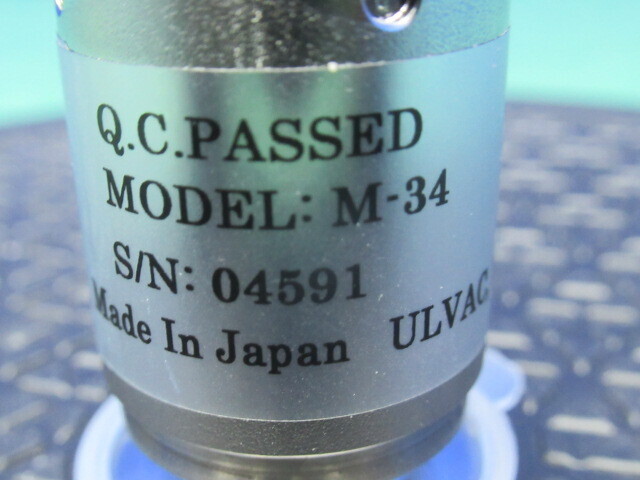 Q.C.PASSED
MODEL: M-34
S/N: 04591
Made In Japan ULVAC